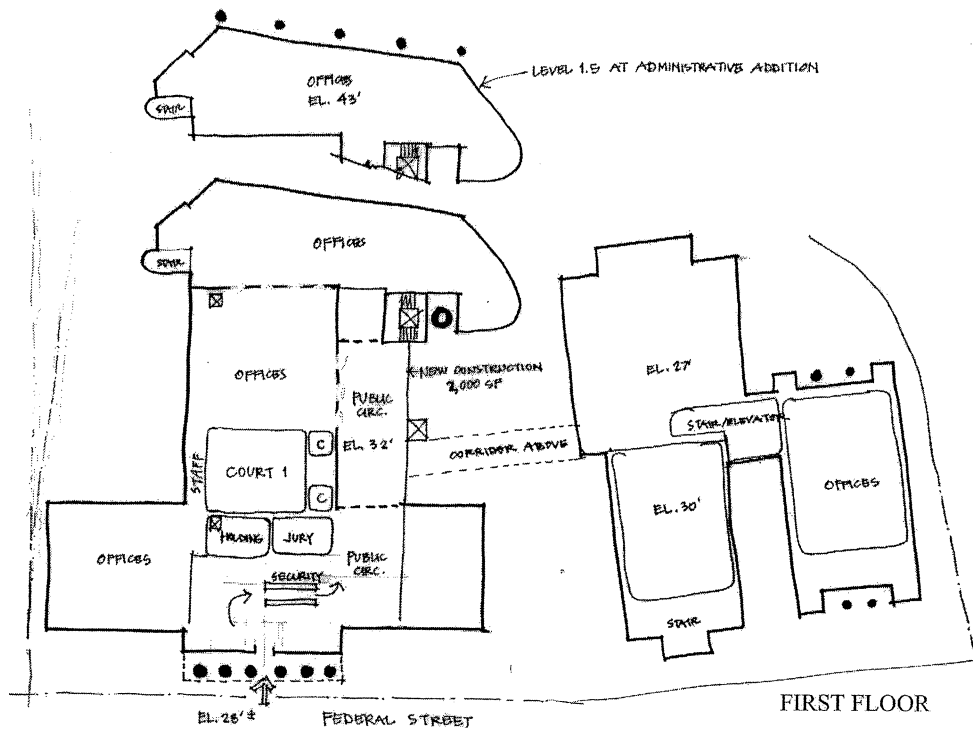 LEVEL 1.5 AT ADMINISTRATIVE ADDITION
OFFICES
EL. 43'
STAIR
OFFICES
STAIR
OFFICES
NEW CONSTRUCTION
2,000 SF
PUBLIC
CIRC.
EL 32'
EL. 27'
STAIR/ELEVATOR
CORRIDOR ABOVE
STAFF
COURT 1
C
C
OFFICES
EL. 30'
OFFICES
HOLDING
JURY
PUBLIC
CIRC.
SECURITY
STAIR
EL. 28' ±
FEDERAL STREET
FIRST FLOOR